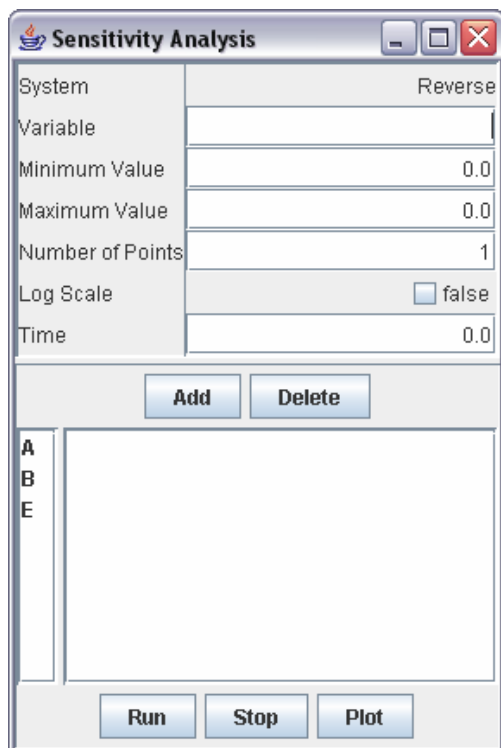 Sensitivity Analysis
System Reverse
Variable
Minimum Value 0.0
Maximum Value 0.0
Number of Points 1
Log Scale false
Time 0.0
Add Delete
A
B
E
Run Stop Plot